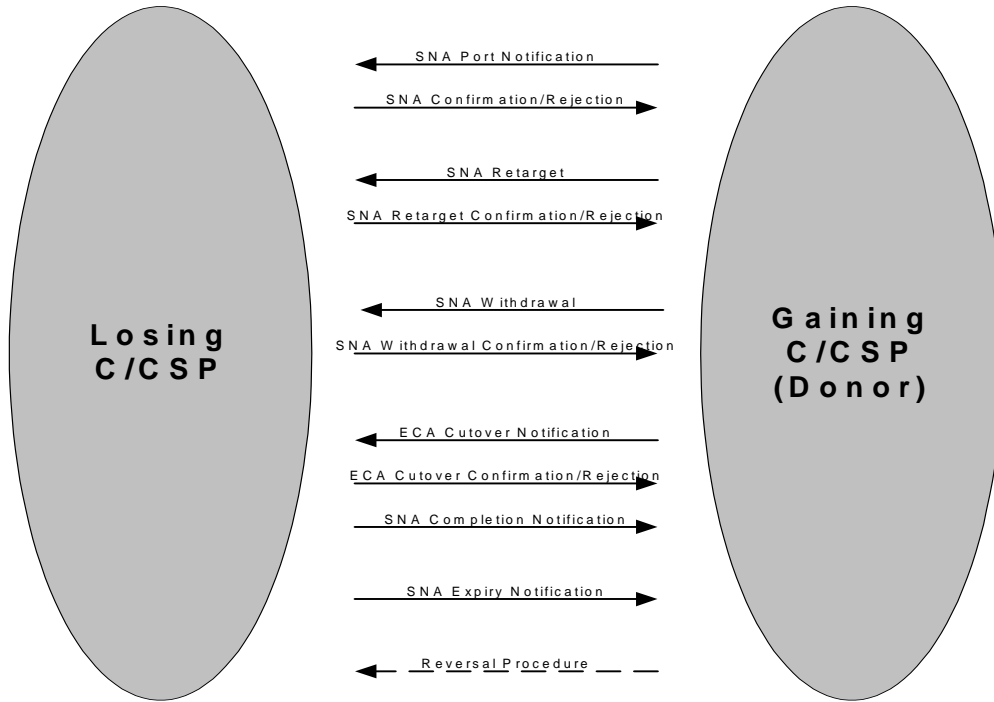 SNA Port Notification
SNA Confirmation/Rejection
SNA Retarget
SNA Retarget Confirmation/Rejection
SNA Withdrawal
SNA Withdrawal Confirmation/Rejection
Losing
C/CSP
Gaining
C/CSP
(Donor)
ECA Cutover Notification
ECA Cutover Confirmation/Rejection
SNA Completion Notification
SNA Expiry Notification
Reversal Procedure